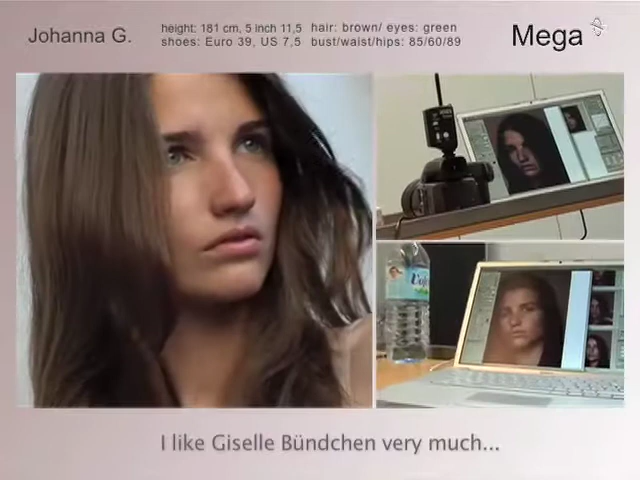 Johanna G.
height: 181 cm, 5 inch 11,5 hair: brown/ eyes: green
shoes: Euro 39, US 7,5 bust/waist/hips: 85/60/89
Mega
I like Giselle Bündchen very much...